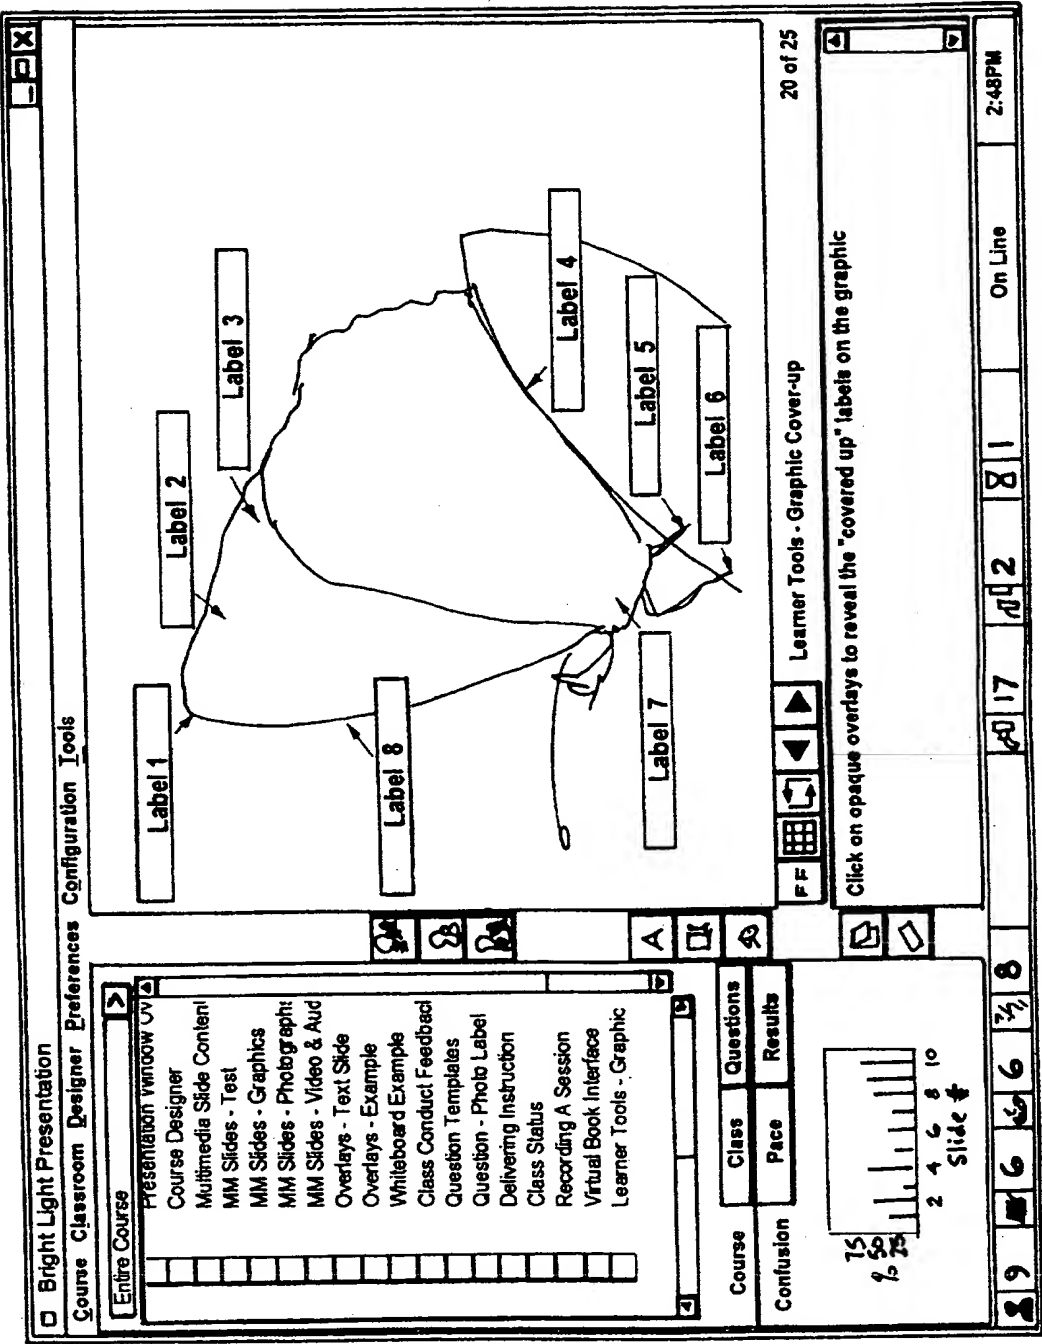 Bright Light Presentation
Course Classroom Designer Preferences Configuration Tools
Entire Course
Presentation Window Ov
Course Designer
Multimedia Slide Content
MM Slides - Test
MM Slides - Graphics
MM Slides - Photographs
MM Slides - Video & Aud
Overlays - Text Slide
Overlays - Example
Whiteboard Example
Class Conduct Feedback
Question Templates
Question - Photo Label
Delivering Instruction
Class Status
Recording A Session
Virtual Book Interface
Learner Tools - Graphic
Course Class Questions
Confusion Pace Results
75
% 50
25
2 4 6 8 10
Slide #
A
Label 1
Label 2
Label 3
Label 4
Label 5
Label 6
Label 7
Label 8
FF
Learner Tools - Graphic Cover-up
20 of 25
Click on opaque overlays to reveal the "covered up" labels on the graphic
9 6 6 8 17 2 1
On Line
2:48PM